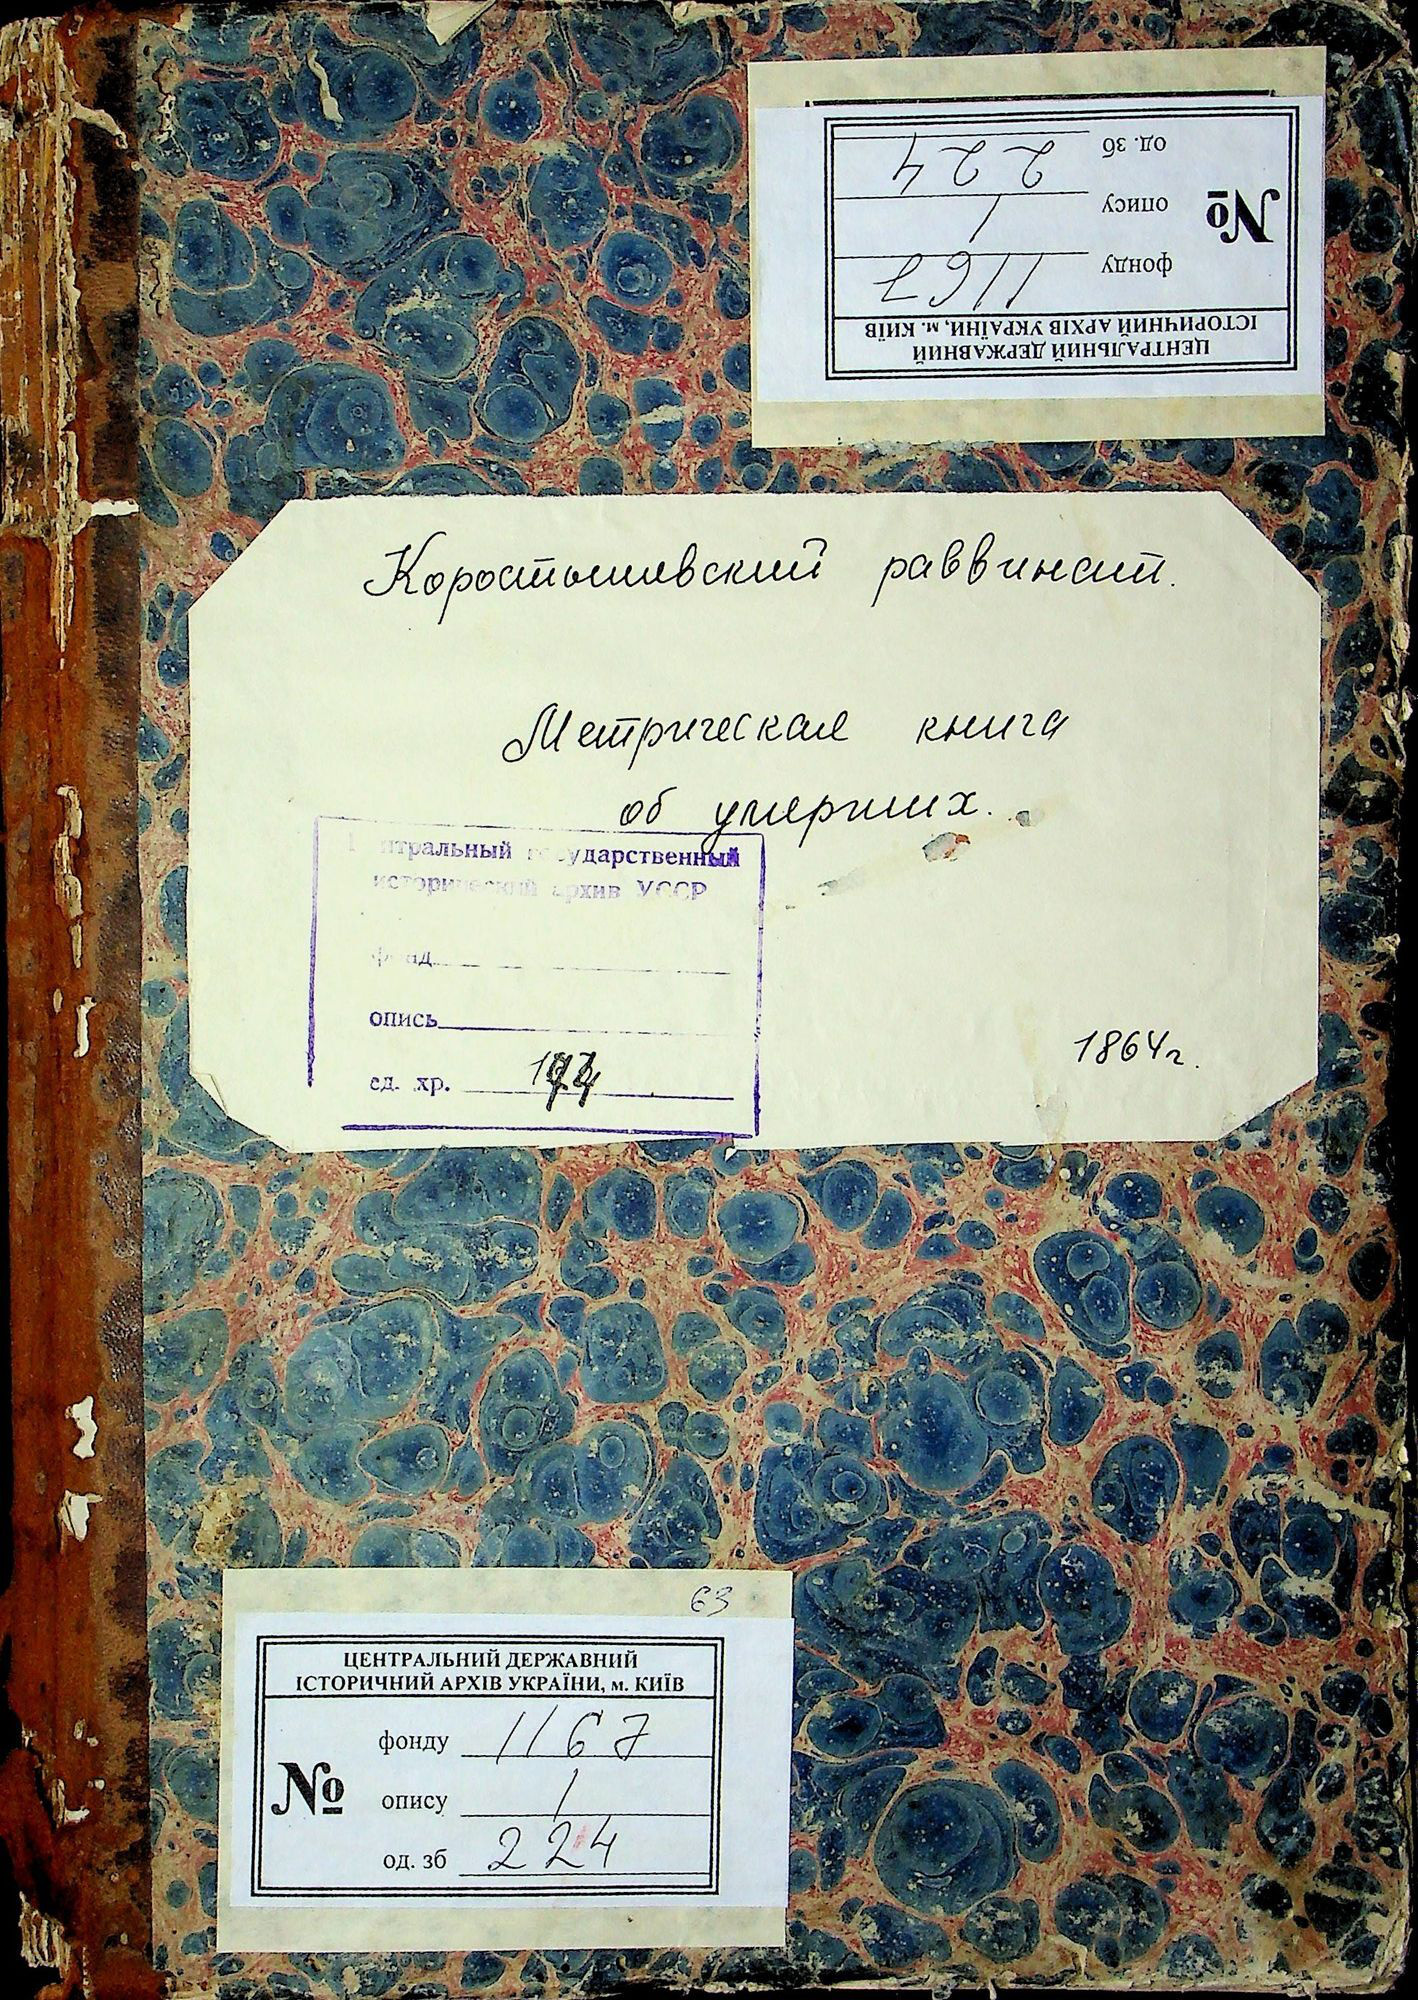 ЦЕНТРАЛЬНИЙ ДЕРЖАВНИЙ
ІСТОРИЧНИЙ АРХІВ УКРАЇНИ, м. КИЇВ
№
фонду 1167
опису 1
од. зб 224
Коростышевский раввинат.
Метрическая книга
об умерших.
Центральный государственный
исторический архив УССР
фонд
опись
ед. хр.
1864г.
63
ЦЕНТРАЛЬНИЙ ДЕРЖАВНИЙ
ІСТОРИЧНИЙ АРХІВ УКРАЇНИ, м. КИЇВ
№
фонду 1167
опису 1
од. зб 224